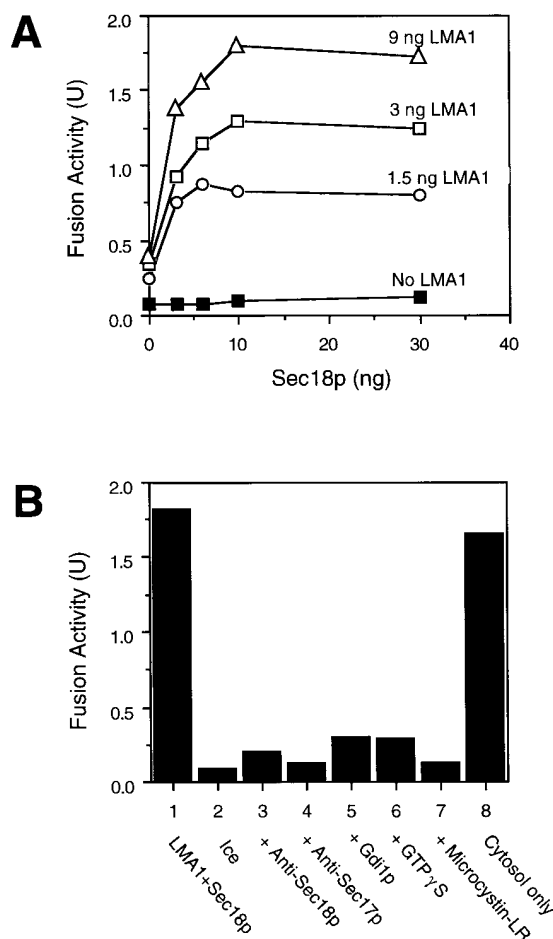 A
Fusion Activity (U)
2.0
1.5
1.0
0.5
0.0
9 ng LMA1
3 ng LMA1
1.5 ng LMA1
No LMA1
0 10 20 30 40
Sec18p (ng)
B
Fusion Activity (U)
2.0
1.5
1.0
0.5
0.0
1 2 3 4 5 6 7 8
LMA1+Sec18p
Ice
+ Anti-Sec18p
+ Anti-Sec17p
+ Gdi1p
+ GTPγS
+ Microcystin-LR
Cytosol only